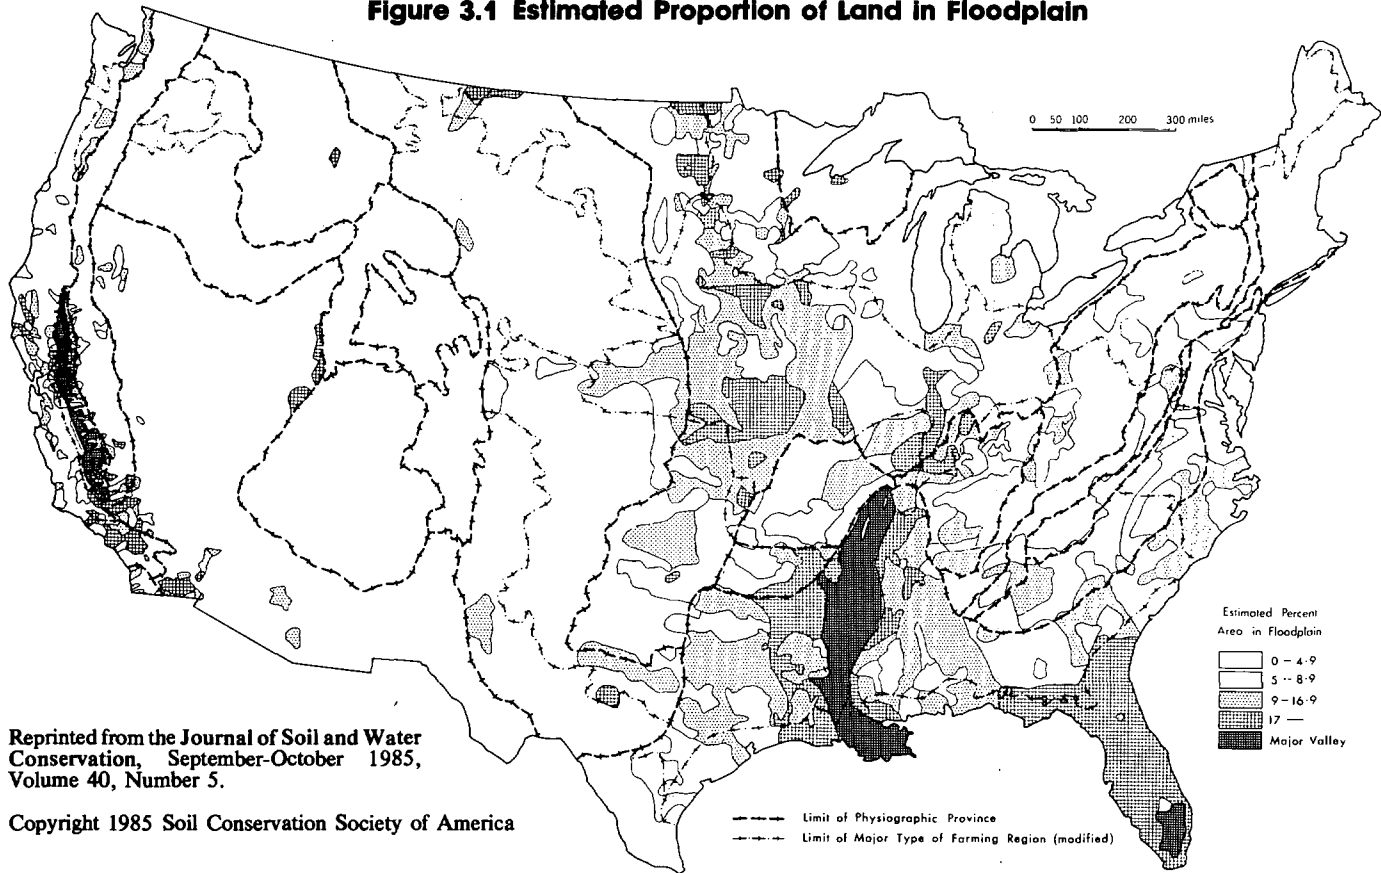 Figure 3.1 Estimated Proportion of Land in Floodplain
0 50 100 200 300 miles
Estimated Percent
Area in Floodplain
0 – 4·9
5 -- 8·9
9 – 16·9
17 —
Major Valley
Reprinted from the Journal of Soil and Water
Conservation, September-October 1985,
Volume 40, Number 5.
Copyright 1985 Soil Conservation Society of America
Limit of Physiographic Province
Limit of Major Type of Farming Region (modified)